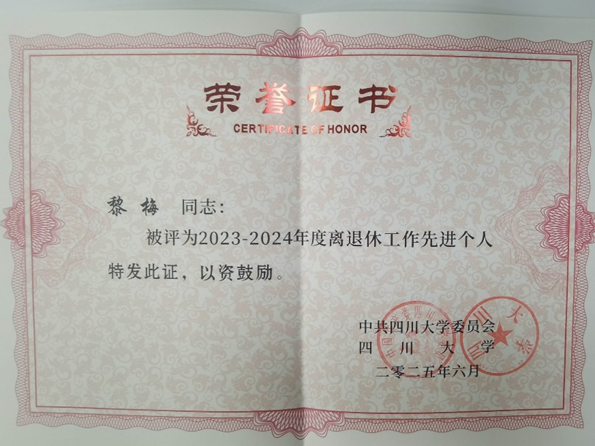 荣誉证书
CERTIFICATE OF HONOR
黎 梅 同志：
被评为2023-2024年度离退休工作先进个人
特发此证，以资鼓励。
中共四川大学委员会
四川大学
二零二五年六月